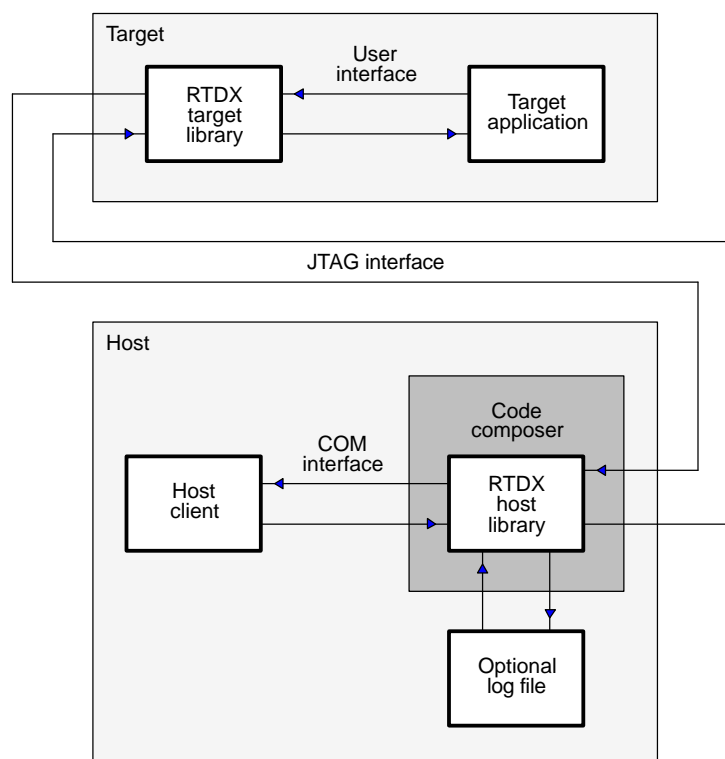 Target
User
interface
RTDX
target
library
Target
application
JTAG interface
Host
Code
composer
COM
interface
Host
client
RTDX
host
library
Optional
log file